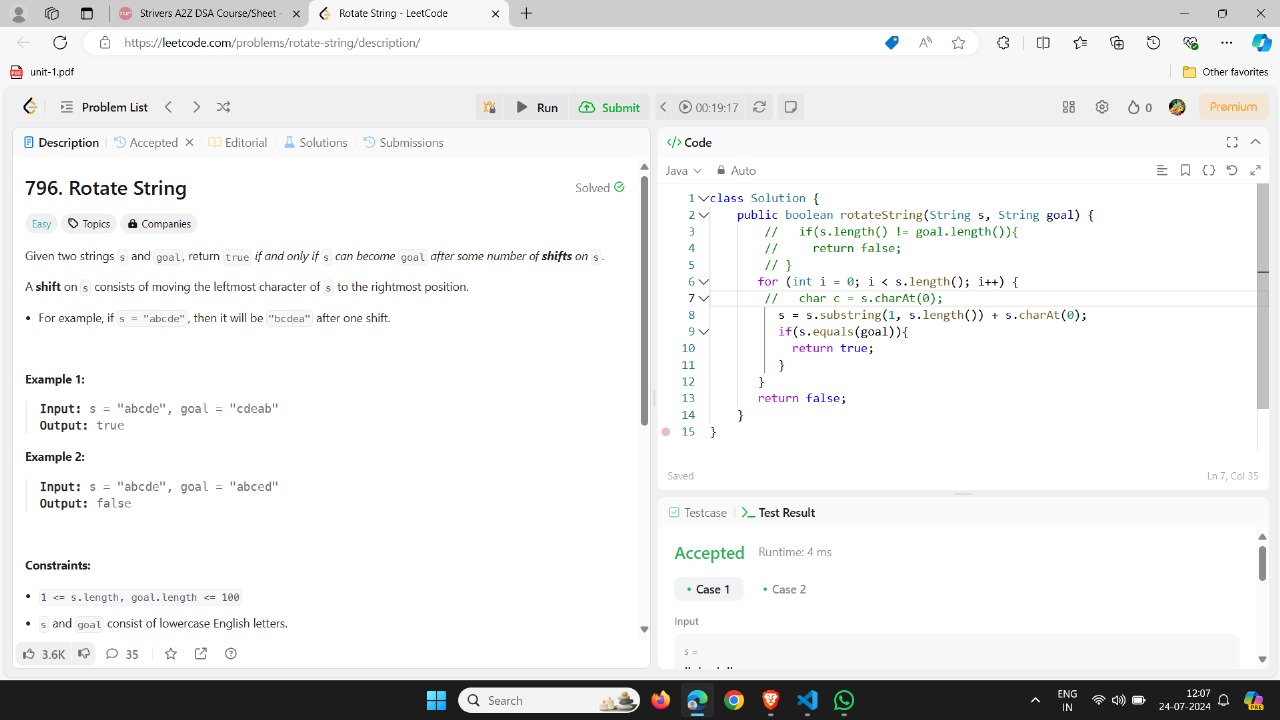 Strivers A2Z DSA Course/Sheet -
Rotate String - LeetCode
https://leetcode.com/problems/rotate-string/description/
unit-1.pdf
Other favorites
Problem List
Run
Submit
00:19:17
0
Premium
Description
Accepted
Editorial
Solutions
Submissions
796. Rotate String
Solved
Easy
Topics
Companies
Given two strings s and goal, return true if and only if s can become goal after some number of shifts on s.
A shift on s consists of moving the leftmost character of s to the rightmost position.
• For example, if s = "abcde", then it will be "bcdea" after one shift.
Example 1:
Input: s = "abcde", goal = "cdeab"
Output: true
Example 2:
Input: s = "abcde", goal = "abced"
Output: false
Constraints:
• 1 <= s.length, goal.length <= 100
• s and goal consist of lowercase English letters.
3.6K
35
</> Code
Java
Auto
1 class Solution {
2 public boolean rotateString(String s, String goal) {
3 // if(s.length() != goal.length()){
4 // return false;
5 // }
6 for (int i = 0; i < s.length(); i++) {
7 // char c = s.charAt(0);
8 s = s.substring(1, s.length()) + s.charAt(0);
9 if(s.equals(goal)){
10 return true;
11 }
12 }
13 return false;
14 }
15 }
Saved
Ln 7, Col 35
Testcase
Test Result
Accepted
Runtime: 4 ms
• Case 1
• Case 2
Input
s =
Search
ENG
IN
12:07
24-07-2024